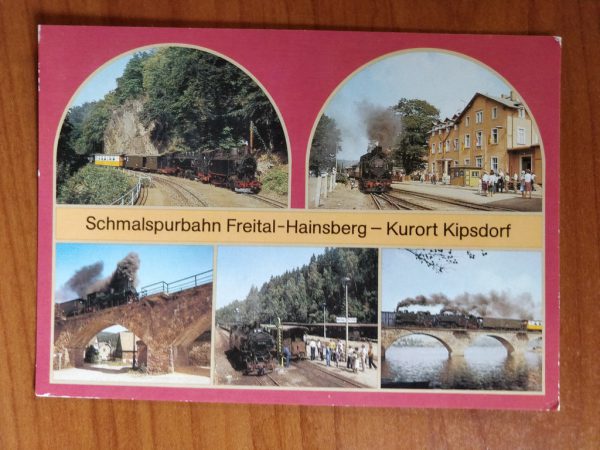 Schmalspurbahn Freital-Hainsberg – Kurort Kipsdorf